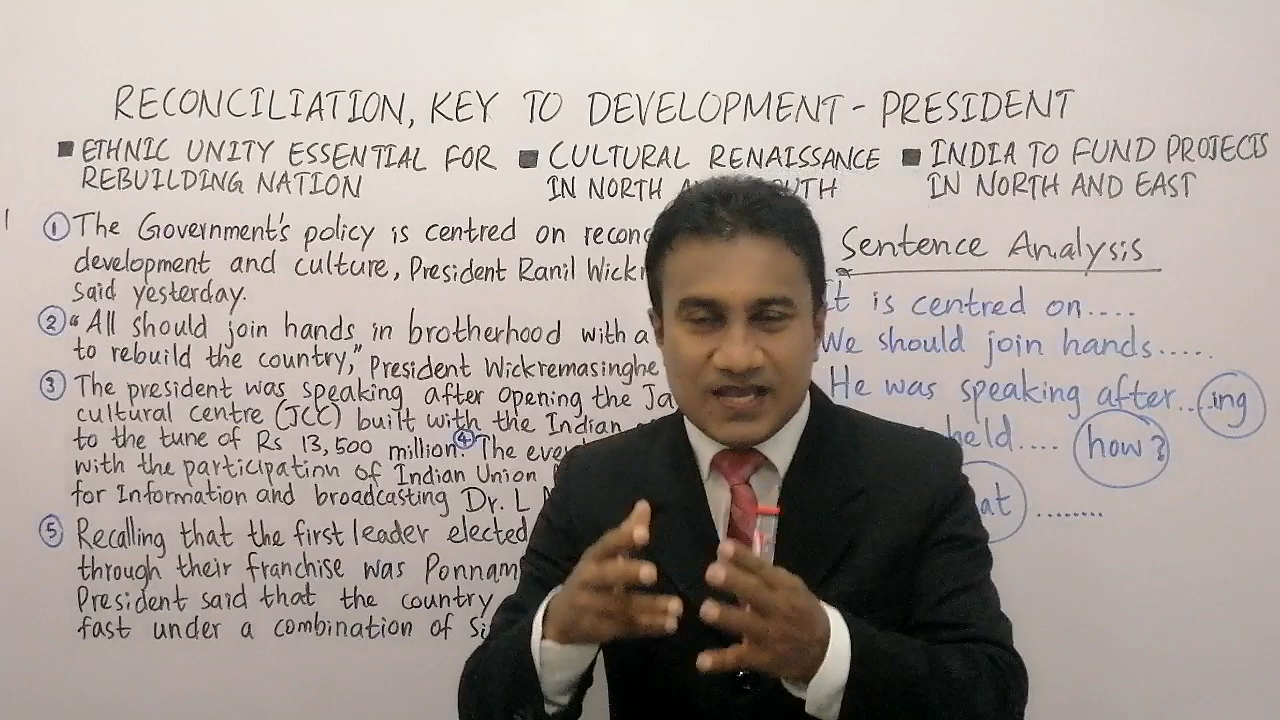 RECONCILIATION, KEY TO DEVELOPMENT - PRESIDENT
■ ETHNIC UNITY ESSENTIAL FOR
REBUILDING NATION
■ CULTURAL RENAISSANCE
IN NORTH
■ INDIA TO FUND PROJECTS
IN NORTH AND EAST
① The Government's policy is centred on
development and culture, President Ranil
said yesterday.
② "All should join hands in brotherhood with
to rebuild the country," President Wickremasinghe
③ The president was speaking after opening the
cultural centre (JCC) built with the Indian
to the tune of Rs 13,500 million. ④ The
with the participation of Indian Union
for Information and broadcasting Dr. L
⑤ Recalling that the first leader elected
through their franchise was
President said that the country
fast under a combination of
Sentence Analysis
It is centred on....
We should join hands.....
He was speaking after...ing
held.... how?
........